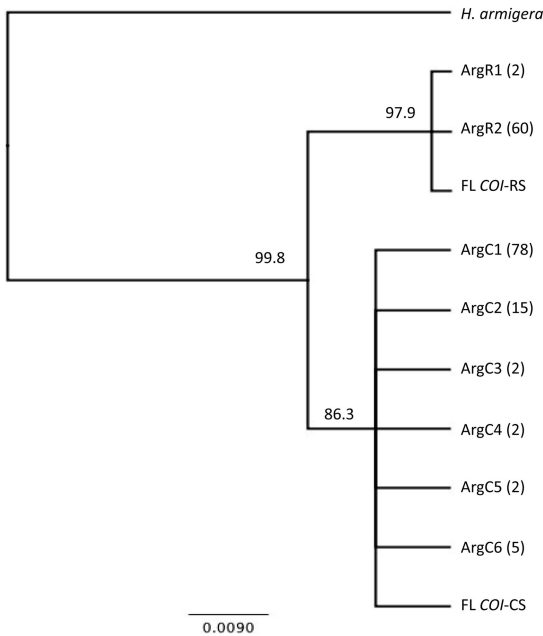 H. armigera
ArgR1 (2)
97.9
ArgR2 (60)
FL COI-RS
ArgC1 (78)
99.8
ArgC2 (15)
ArgC3 (2)
86.3
ArgC4 (2)
ArgC5 (2)
ArgC6 (5)
FL COI-CS
0.0090